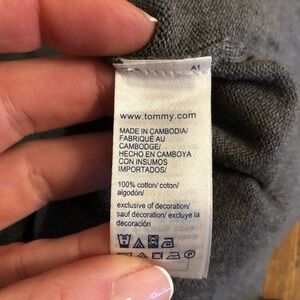 A1
www.tommy.com
MADE IN CAMBODIA/
FABRIQUÉ AU
CAMBODGE/
HECHO EN CAMBOYA
CON INSUMOS
IMPORTADOS/
100% cotton/ coton/
algodón/
exclusive of decoration/
sauf décoration/ excluye la
decoración